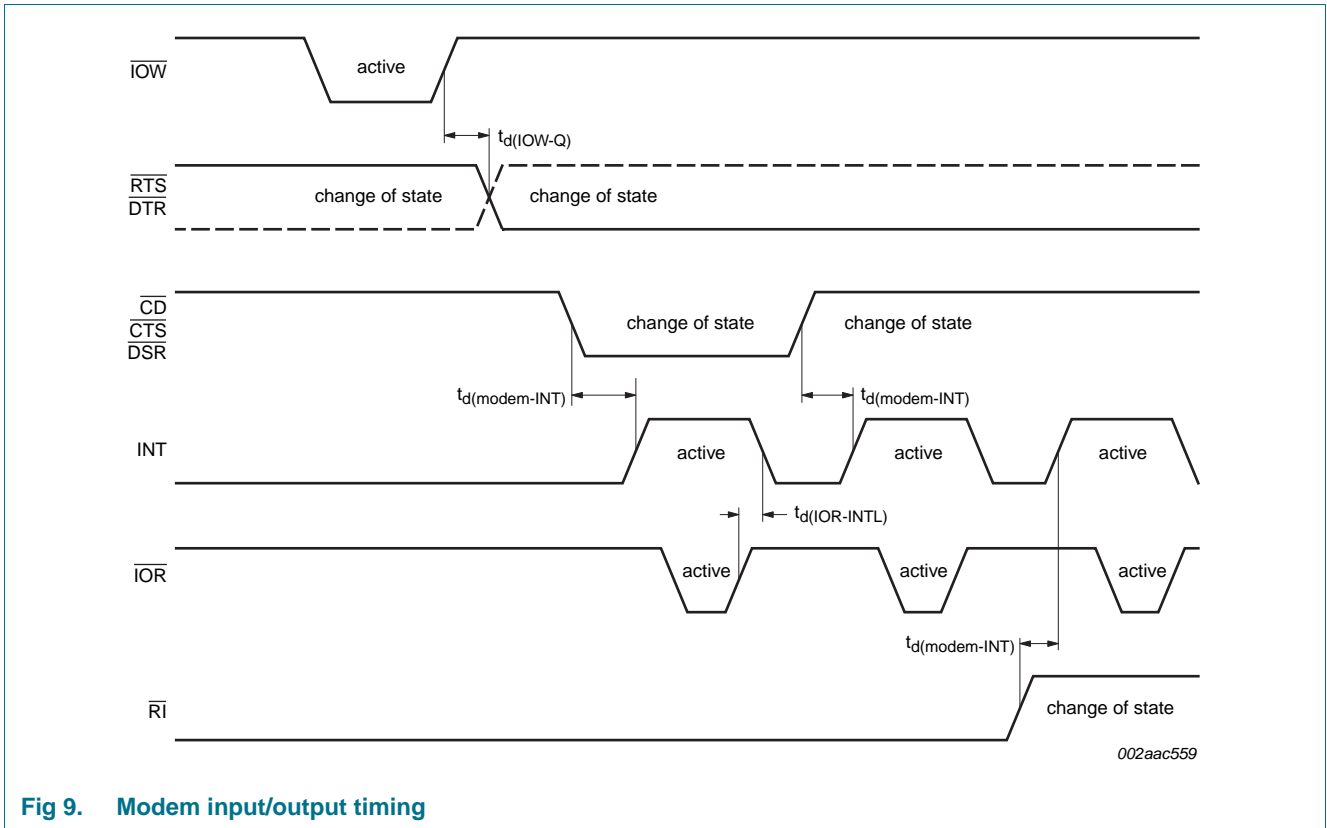 IOW
active
td(IOW-Q)
RTS
DTR
change of state
change of state
CD
CTS
DSR
change of state
change of state
td(modem-INT)
td(modem-INT)
INT
active
active
active
td(IOR-INTL)
IOR
active
active
active
td(modem-INT)
RI
change of state
002aac559
Fig 9. Modem input/output timing